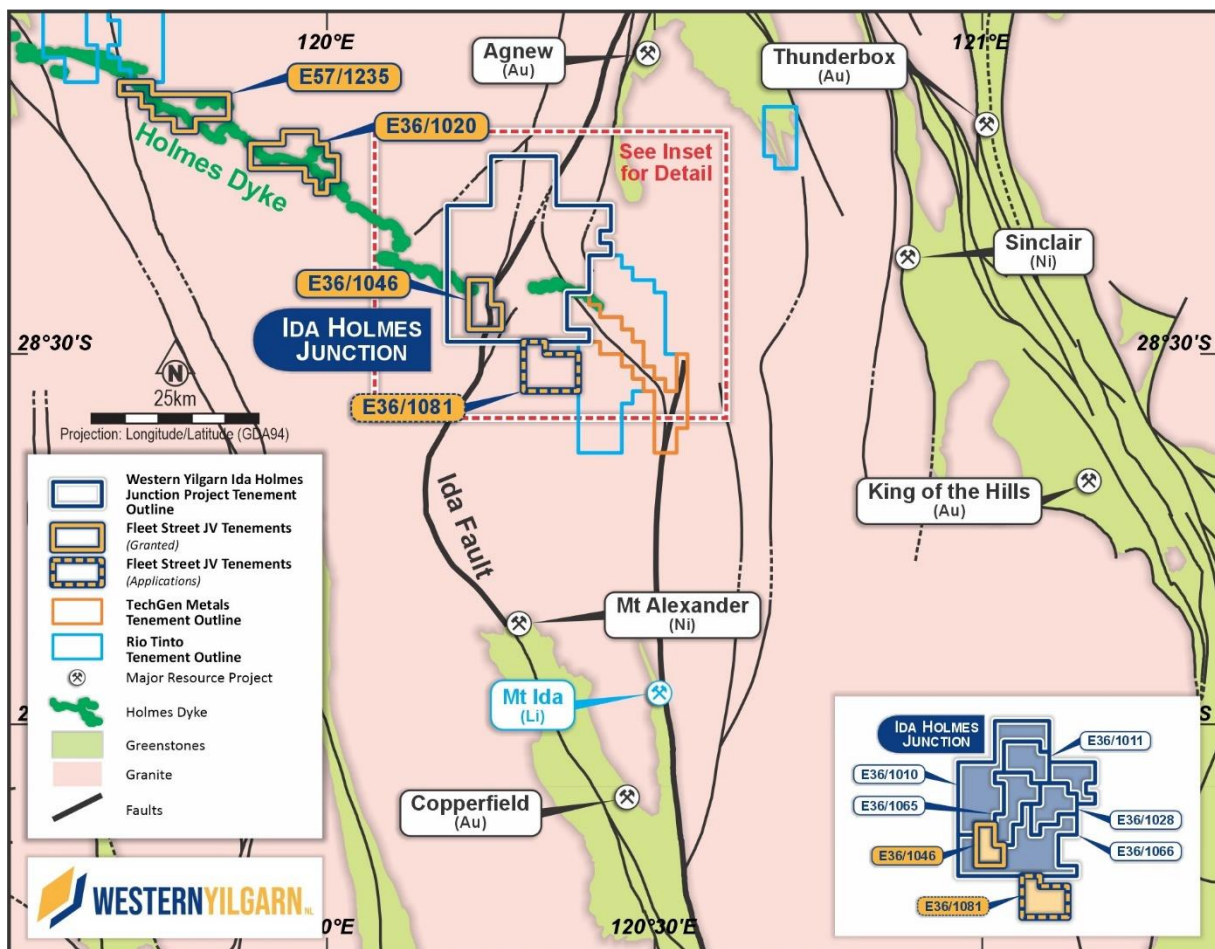 120°E
121°E
Agnew
(Au)
Thunderbox
(Au)
E57/1235
E36/1020
Holmes Dyke
See Inset
for Detail
Sinclair
(Ni)
E36/1046
IDA HOLMES
JUNCTION
28°30'S
28°30'S
N
25km
Projection: Longitude/Latitude (GDA94)
E36/1081
Ida Fault
King of the Hills
(Au)
Western Yilgarn Ida Holmes
Junction Project Tenement
Outline
Fleet Street JV Tenements
(Granted)
Fleet Street JV Tenements
(Applications)
TechGen Metals
Tenement Outline
Rio Tinto
Tenement Outline
Major Resource Project
Holmes Dyke
Greenstones
Granite
Faults
Mt Alexander
(Ni)
Mt Ida
(Li)
Copperfield
(Au)
IDA HOLMES
JUNCTION
E36/1011
E36/1010
E36/1065
E36/1028
E36/1046
E36/1066
E36/1081
WESTERNYILGARN NL
120°30'E